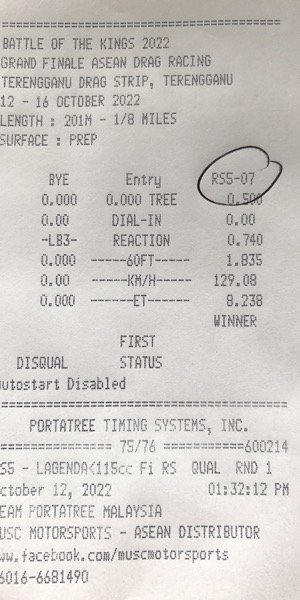 BATTLE OF THE KINGS 2022
GRAND FINALE ASEAN DRAG RACING
TERENGGANU DRAG STRIP, TERENGGANU
12 - 16 OCTOBER 2022
LENGTH : 201M - 1/8 MILES
SURFACE : PREP
BYE Entry RS5-07
0.000 0.000 TREE 0.500
0.00 DIAL-IN 0.00
-LB3- REACTION 0.740
0.000 ------60FT------ 1.835
0.00 ------KM/H------ 129.08
0.000 -------ET------- 8.238
WINNER
FIRST
DISQUAL STATUS
utostart Disabled
PORTATREE TIMING SYSTEMS, INC.
============== 75/76 ===========600214
S5 - LAGENDA<115cc Fi RS QUAL RND 1
ctober 12, 2022 01:32:12 PM
EAM PORTATREE MALAYSIA
USC MOTORSPORTS - ASEAN DISTRIBUTOR
ww.facebook.com/muscmotorsports
6016-6681490